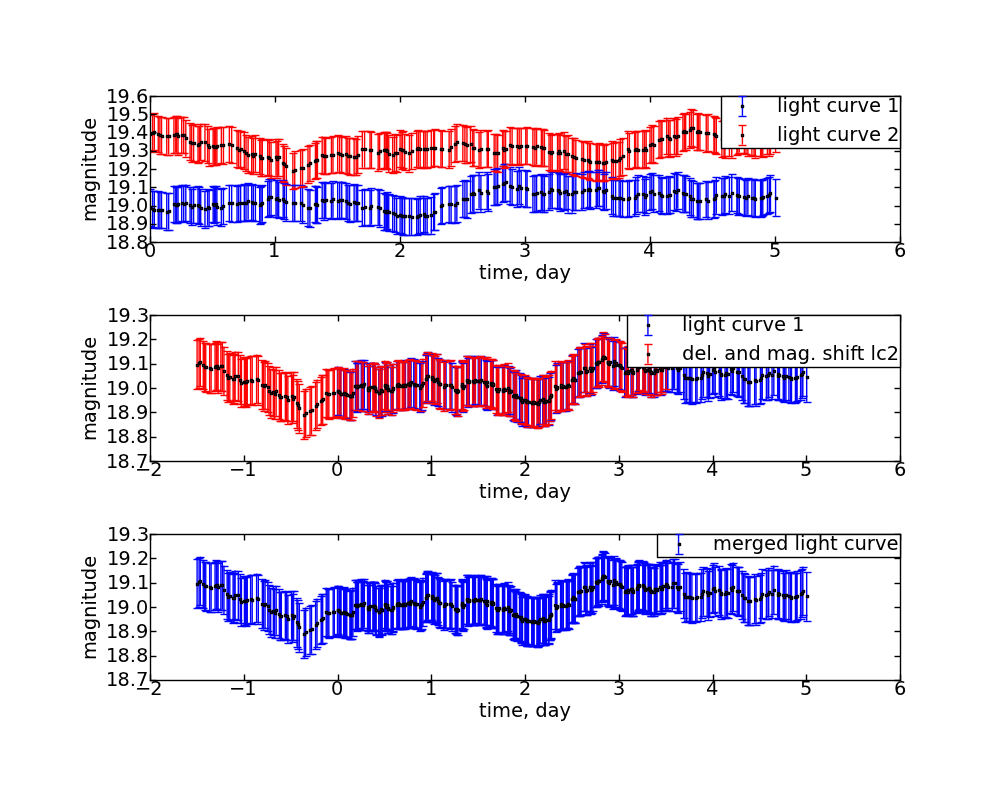 19.6
19.5
19.4
19.3
19.2
19.1
19.0
18.9
18.8
magnitude
light curve 1
light curve 2
0 1 2 3 4 5 6
time, day
19.3
19.2
19.1
19.0
18.9
18.8
18.7
magnitude
light curve 1
del. and mag. shift lc2
−2 −1 0 1 2 3 4 5 6
time, day
19.3
19.2
19.1
19.0
18.9
18.8
18.7
magnitude
merged light curve
−2 −1 0 1 2 3 4 5 6
time, day